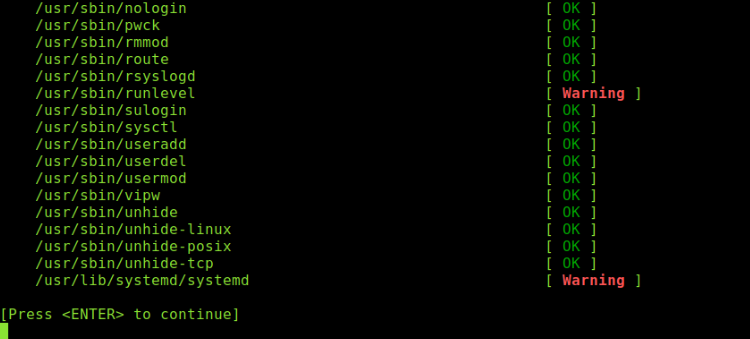 /usr/sbin/nologin [ OK ]
/usr/sbin/pwck [ OK ]
/usr/sbin/rmmod [ OK ]
/usr/sbin/route [ OK ]
/usr/sbin/rsyslogd [ OK ]
/usr/sbin/runlevel [ Warning ]
/usr/sbin/sulogin [ OK ]
/usr/sbin/sysctl [ OK ]
/usr/sbin/useradd [ OK ]
/usr/sbin/userdel [ OK ]
/usr/sbin/usermod [ OK ]
/usr/sbin/vipw [ OK ]
/usr/sbin/unhide [ OK ]
/usr/sbin/unhide-linux [ OK ]
/usr/sbin/unhide-posix [ OK ]
/usr/sbin/unhide-tcp [ OK ]
/usr/lib/systemd/systemd [ Warning ]
[Press <ENTER> to continue]